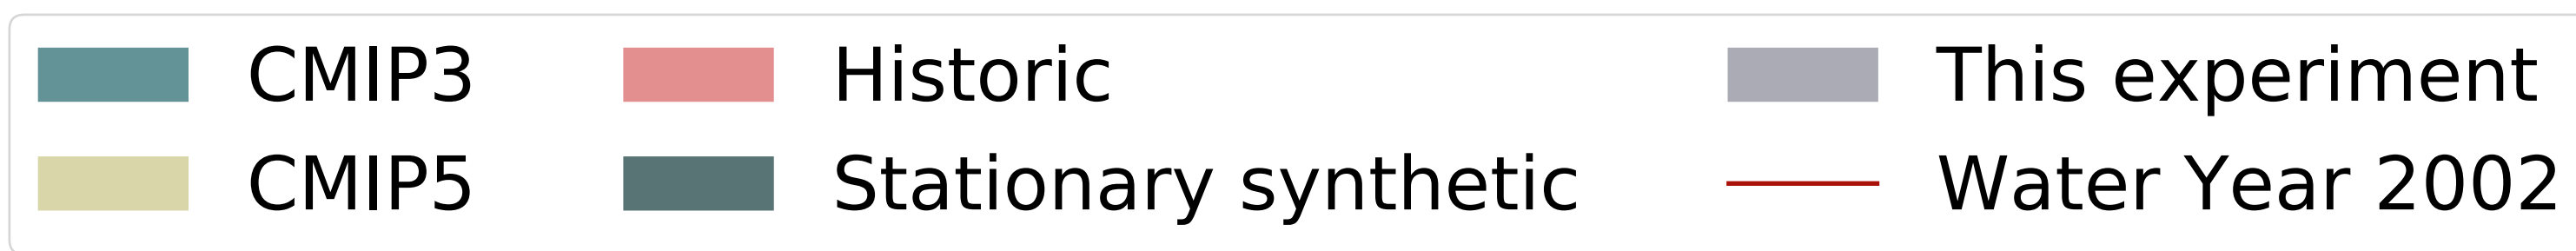 CMIP3 Historic This experiment
CMIP5 Stationary synthetic Water Year 2002